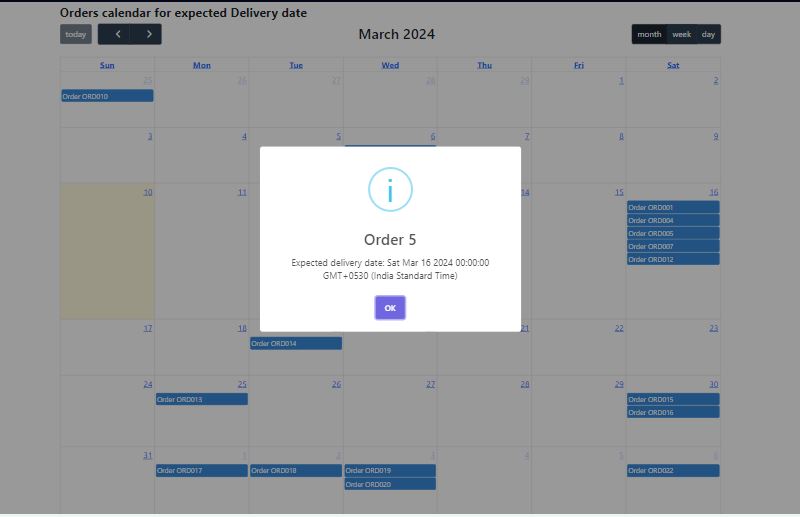 Orders calendar for expected Delivery date
today
March 2024
month week day
Sun Mon Tue Wed Thu Fri Sat
25 26 27 28 29 1 2
Order ORD010
3 4 5 6 7 8 9
10 11 14 15 16
Order ORD001
Order ORD004
Order ORD005
Order ORD007
Order ORD012
i
Order 5
Expected delivery date: Sat Mar 16 2024 00:00:00
GMT+0530 (India Standard Time)
OK
17 18 21 22 23
Order ORD014
24 25 26 27 28 29 30
Order ORD013 Order ORD015
Order ORD016
31 1 2 3 4 5 6
Order ORD017 Order ORD018 Order ORD019 Order ORD022
Order ORD020